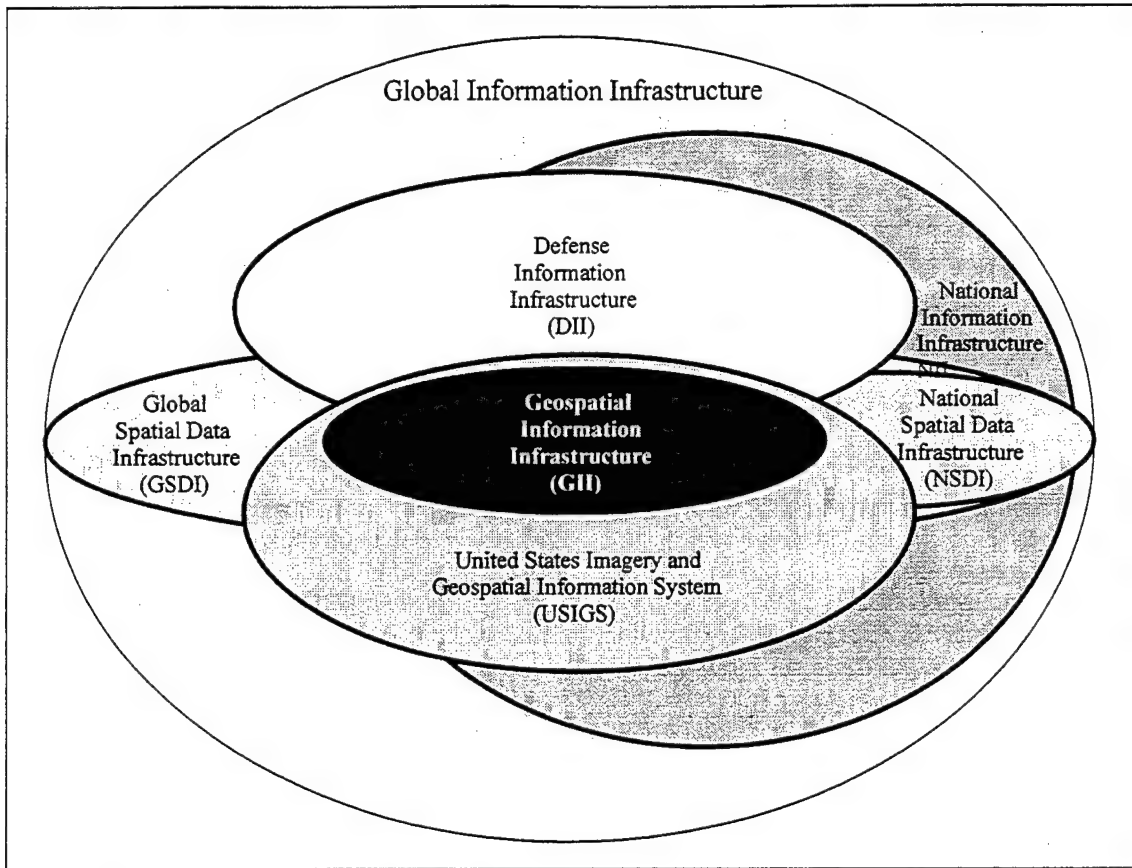 Global Information Infrastructure
Defense
Information
Infrastructure
(DII)
National
Information
Infrastructure
Global
Spatial Data
Infrastructure
(GSDI)
Geospatial
Information
Infrastructure
(GII)
National
Spatial Data
Infrastructure
(NSDI)
United States Imagery and
Geospatial Information System
(USIGS)